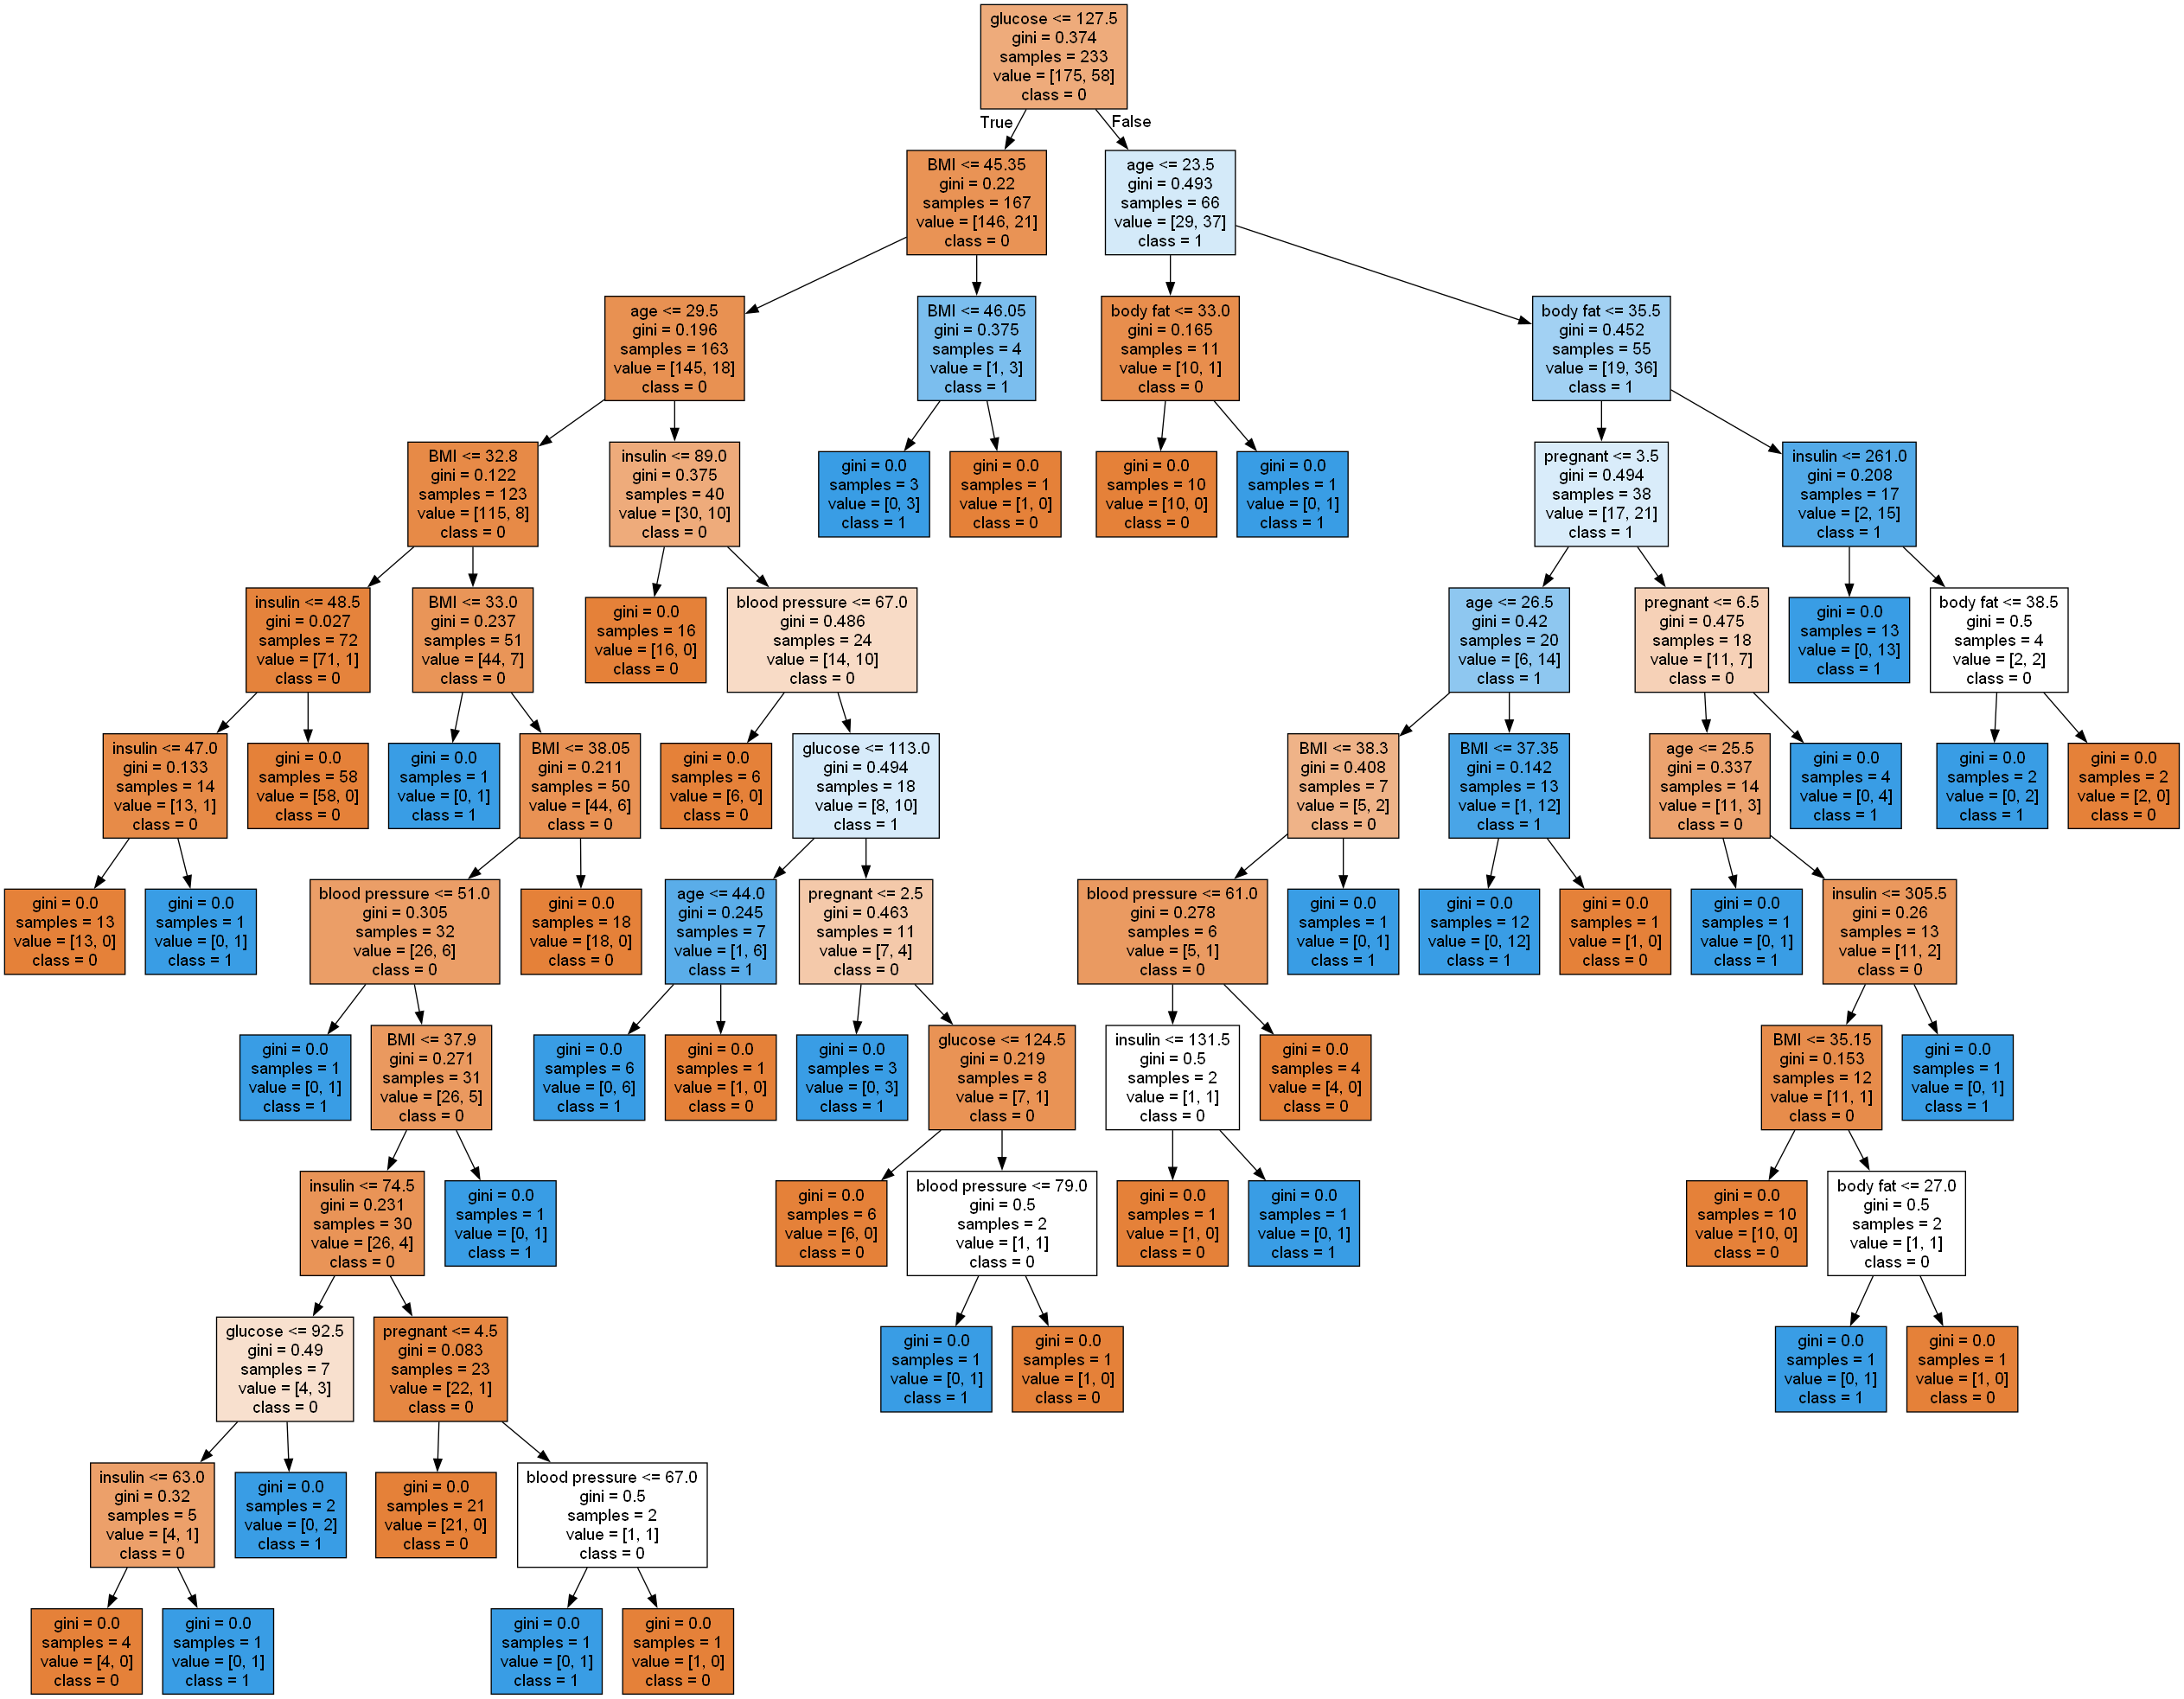 glucose <= 127.5
gini = 0.374
samples = 233
value = [175, 58]
class = 0
True
False
BMI <= 45.35
gini = 0.22
samples = 167
value = [146, 21]
class = 0
age <= 23.5
gini = 0.493
samples = 66
value = [29, 37]
class = 1
age <= 29.5
gini = 0.196
samples = 163
value = [145, 18]
class = 0
BMI <= 46.05
gini = 0.375
samples = 4
value = [1, 3]
class = 1
body fat <= 33.0
gini = 0.165
samples = 11
value = [10, 1]
class = 0
body fat <= 35.5
gini = 0.452
samples = 55
value = [19, 36]
class = 1
BMI <= 32.8
gini = 0.122
samples = 123
value = [115, 8]
class = 0
insulin <= 89.0
gini = 0.375
samples = 40
value = [30, 10]
class = 0
gini = 0.0
samples = 3
value = [0, 3]
class = 1
gini = 0.0
samples = 1
value = [1, 0]
class = 0
gini = 0.0
samples = 10
value = [10, 0]
class = 0
gini = 0.0
samples = 1
value = [0, 1]
class = 1
pregnant <= 3.5
gini = 0.494
samples = 38
value = [17, 21]
class = 1
insulin <= 261.0
gini = 0.208
samples = 17
value = [2, 15]
class = 1
insulin <= 48.5
gini = 0.027
samples = 72
value = [71, 1]
class = 0
BMI <= 33.0
gini = 0.237
samples = 51
value = [44, 7]
class = 0
gini = 0.0
samples = 16
value = [16, 0]
class = 0
blood pressure <= 67.0
gini = 0.486
samples = 24
value = [14, 10]
class = 0
age <= 26.5
gini = 0.42
samples = 20
value = [6, 14]
class = 1
pregnant <= 6.5
gini = 0.475
samples = 18
value = [11, 7]
class = 0
gini = 0.0
samples = 13
value = [0, 13]
class = 1
body fat <= 38.5
gini = 0.5
samples = 4
value = [2, 2]
class = 0
insulin <= 47.0
gini = 0.133
samples = 14
value = [13, 1]
class = 0
gini = 0.0
samples = 58
value = [58, 0]
class = 0
gini = 0.0
samples = 1
value = [0, 1]
class = 1
BMI <= 38.05
gini = 0.211
samples = 50
value = [44, 6]
class = 0
gini = 0.0
samples = 6
value = [6, 0]
class = 0
glucose <= 113.0
gini = 0.494
samples = 18
value = [8, 10]
class = 1
BMI <= 38.3
gini = 0.408
samples = 7
value = [5, 2]
class = 0
BMI <= 37.35
gini = 0.142
samples = 13
value = [1, 12]
class = 1
age <= 25.5
gini = 0.337
samples = 14
value = [11, 3]
class = 0
gini = 0.0
samples = 4
value = [0, 4]
class = 1
gini = 0.0
samples = 2
value = [0, 2]
class = 1
gini = 0.0
samples = 2
value = [2, 0]
class = 0
gini = 0.0
samples = 13
value = [13, 0]
class = 0
gini = 0.0
samples = 1
value = [0, 1]
class = 1
blood pressure <= 51.0
gini = 0.305
samples = 32
value = [26, 6]
class = 0
gini = 0.0
samples = 18
value = [18, 0]
class = 0
age <= 44.0
gini = 0.245
samples = 7
value = [1, 6]
class = 1
pregnant <= 2.5
gini = 0.463
samples = 11
value = [7, 4]
class = 0
blood pressure <= 61.0
gini = 0.278
samples = 6
value = [5, 1]
class = 0
gini = 0.0
samples = 1
value = [0, 1]
class = 1
gini = 0.0
samples = 12
value = [0, 12]
class = 1
gini = 0.0
samples = 1
value = [1, 0]
class = 0
gini = 0.0
samples = 1
value = [0, 1]
class = 1
insulin <= 305.5
gini = 0.26
samples = 13
value = [11, 2]
class = 0
gini = 0.0
samples = 1
value = [0, 1]
class = 1
BMI <= 37.9
gini = 0.271
samples = 31
value = [26, 5]
class = 0
gini = 0.0
samples = 6
value = [0, 6]
class = 1
gini = 0.0
samples = 1
value = [1, 0]
class = 0
gini = 0.0
samples = 3
value = [0, 3]
class = 1
glucose <= 124.5
gini = 0.219
samples = 8
value = [7, 1]
class = 0
insulin <= 131.5
gini = 0.5
samples = 2
value = [1, 1]
class = 0
gini = 0.0
samples = 4
value = [4, 0]
class = 0
BMI <= 35.15
gini = 0.153
samples = 12
value = [11, 1]
class = 0
gini = 0.0
samples = 1
value = [0, 1]
class = 1
insulin <= 74.5
gini = 0.231
samples = 30
value = [26, 4]
class = 0
gini = 0.0
samples = 1
value = [0, 1]
class = 1
gini = 0.0
samples = 6
value = [6, 0]
class = 0
blood pressure <= 79.0
gini = 0.5
samples = 2
value = [1, 1]
class = 0
gini = 0.0
samples = 1
value = [1, 0]
class = 0
gini = 0.0
samples = 1
value = [0, 1]
class = 1
gini = 0.0
samples = 10
value = [10, 0]
class = 0
body fat <= 27.0
gini = 0.5
samples = 2
value = [1, 1]
class = 0
glucose <= 92.5
gini = 0.49
samples = 7
value = [4, 3]
class = 0
pregnant <= 4.5
gini = 0.083
samples = 23
value = [22, 1]
class = 0
gini = 0.0
samples = 1
value = [0, 1]
class = 1
gini = 0.0
samples = 1
value = [1, 0]
class = 0
gini = 0.0
samples = 1
value = [0, 1]
class = 1
gini = 0.0
samples = 1
value = [1, 0]
class = 0
insulin <= 63.0
gini = 0.32
samples = 5
value = [4, 1]
class = 0
gini = 0.0
samples = 2
value = [0, 2]
class = 1
gini = 0.0
samples = 21
value = [21, 0]
class = 0
blood pressure <= 67.0
gini = 0.5
samples = 2
value = [1, 1]
class = 0
gini = 0.0
samples = 4
value = [4, 0]
class = 0
gini = 0.0
samples = 1
value = [0, 1]
class = 1
gini = 0.0
samples = 1
value = [0, 1]
class = 1
gini = 0.0
samples = 1
value = [1, 0]
class = 0